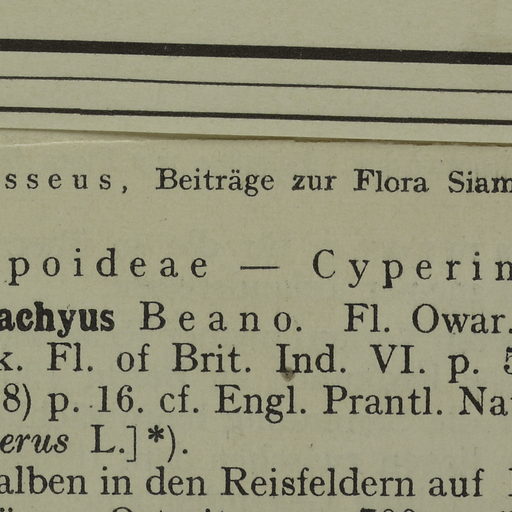 sseus, Beiträge zur Flora Siam
poideae — Cyperin
achyus Beano. Fl. Owar.
k. Fl. of Brit. Ind. VI. p. 5
8) p. 16. cf. Engl. Prantl. Na
erus L.]*).
alben in den Reisfeldern auf